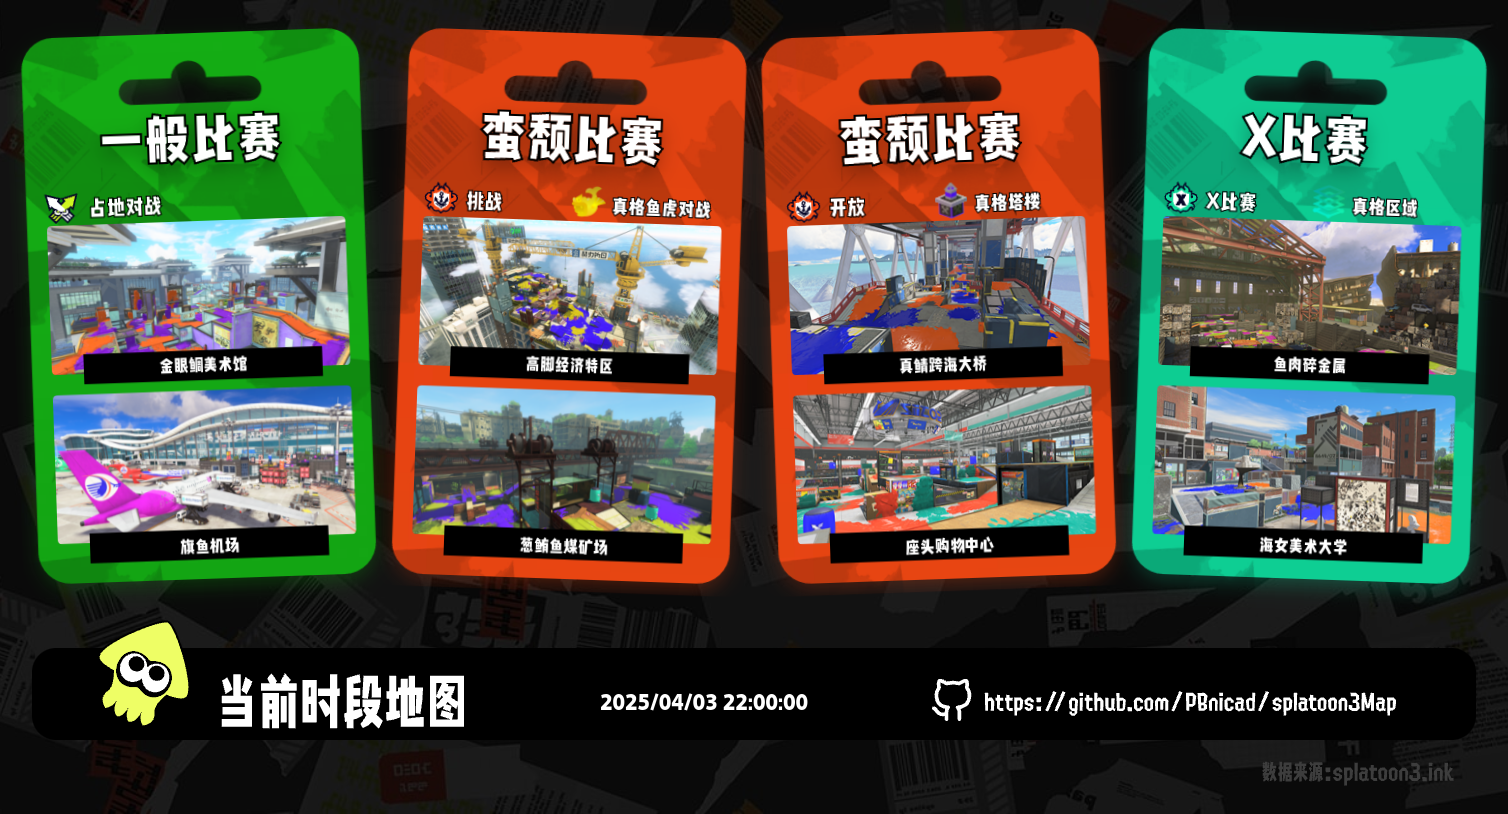 一般比赛
占地对战
金眼鲷美术馆
旗鱼机场
蛮颓比赛
挑战
真格鱼虎对战
高脚经济特区
葱鲔鱼煤矿场
蛮颓比赛
开放
真格塔楼
真鲷跨海大桥
座头购物中心
X比赛
X比赛
真格区域
鱼肉碎金属
海女美术大学
当前时段地图
2025/04/03 22:00:00
https://github.com/PBnicad/splatoon3Map
数据来源:splatoon3.ink